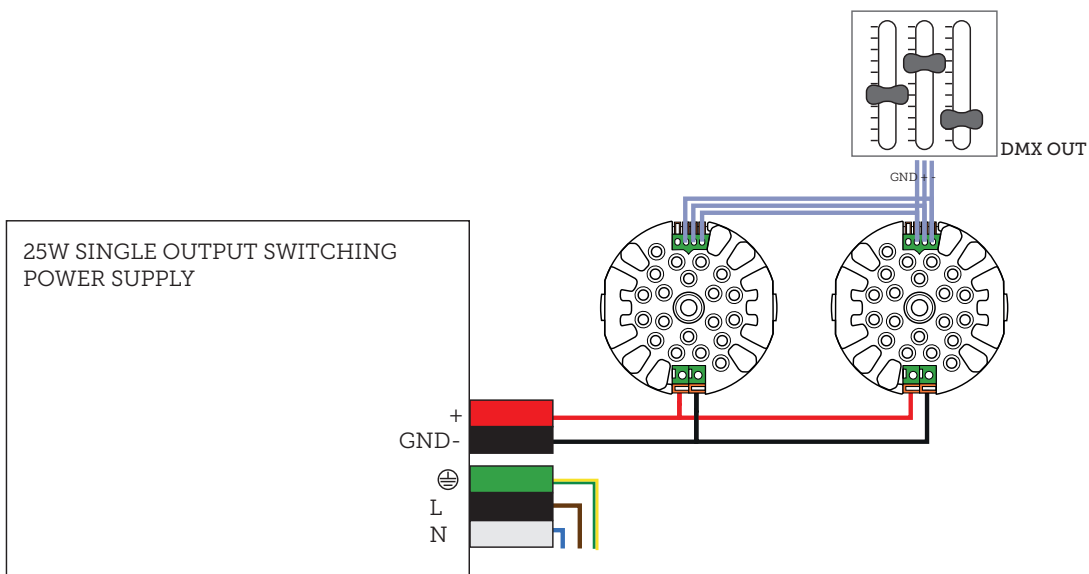 DMX OUT
GND + -
25W SINGLE OUTPUT SWITCHING
POWER SUPPLY
+
GND-
L
N